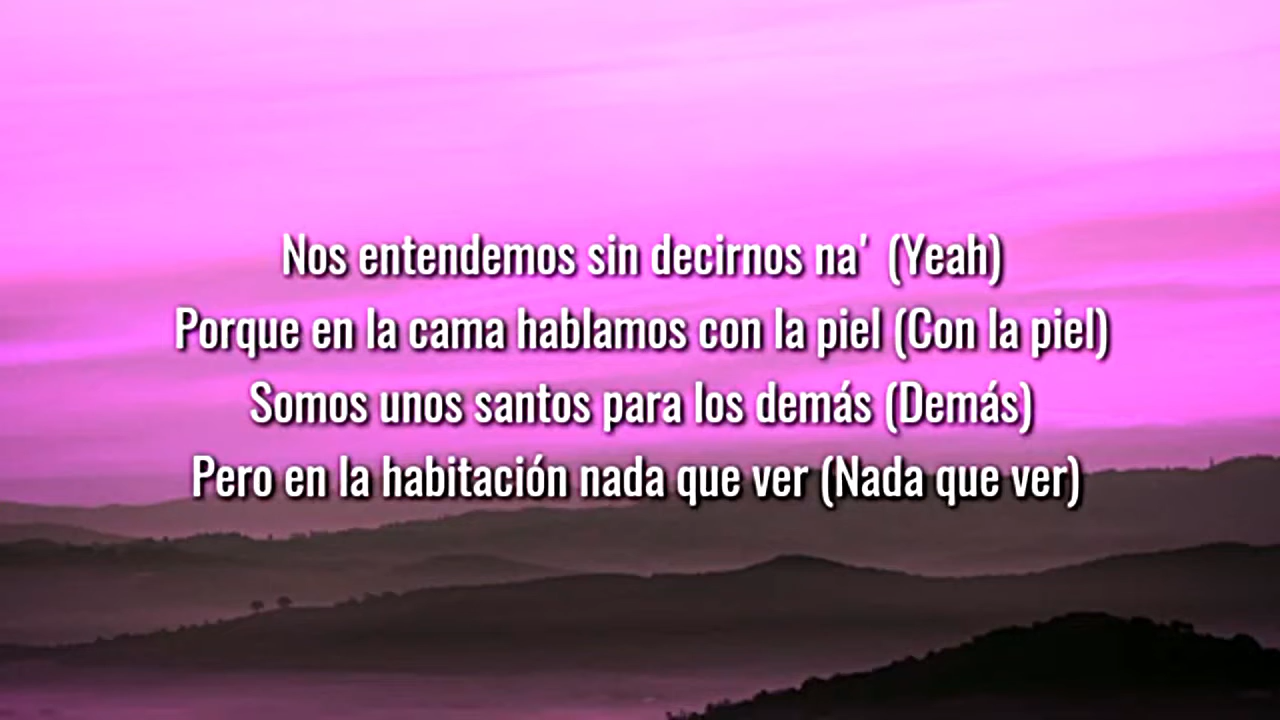 Nos entendemos sin decirnos na' (Yeah)
Porque en la cama hablamos con la piel (Con la piel)
Somos unos santos para los demás (Demás)
Pero en la habitación nada que ver (Nada que ver)